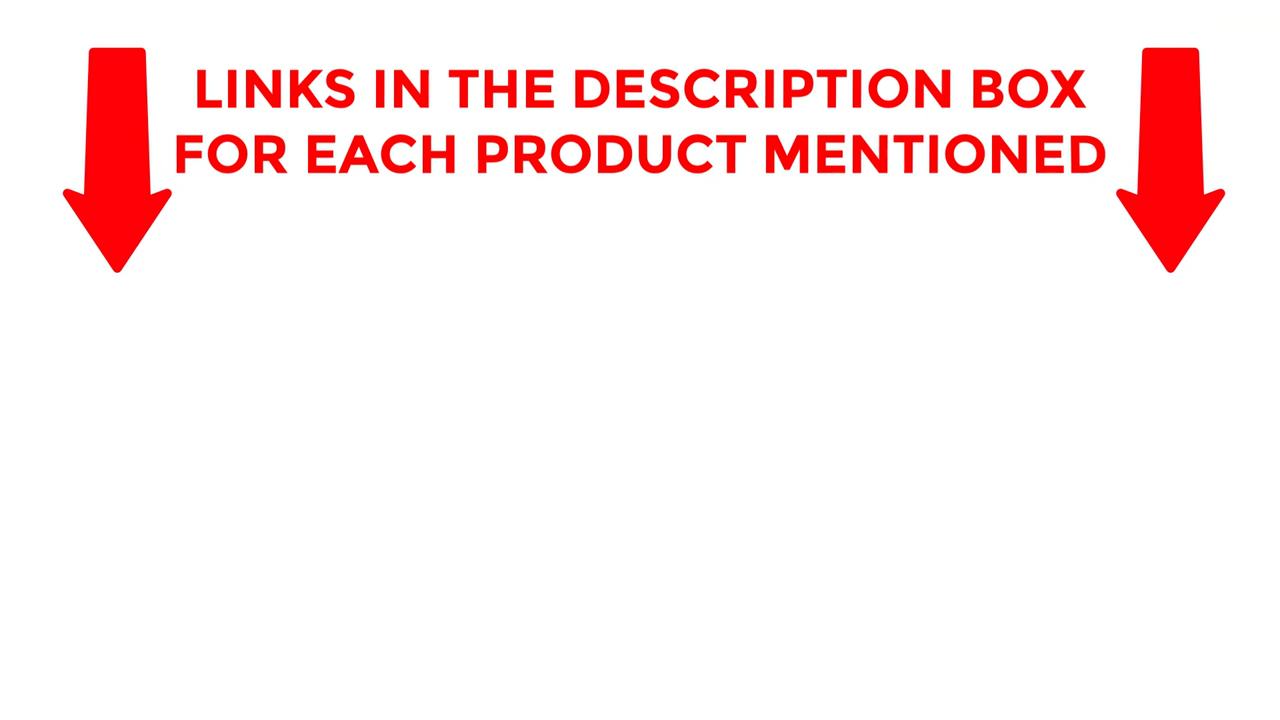 LINKS IN THE DESCRIPTION BOX
FOR EACH PRODUCT MENTIONED